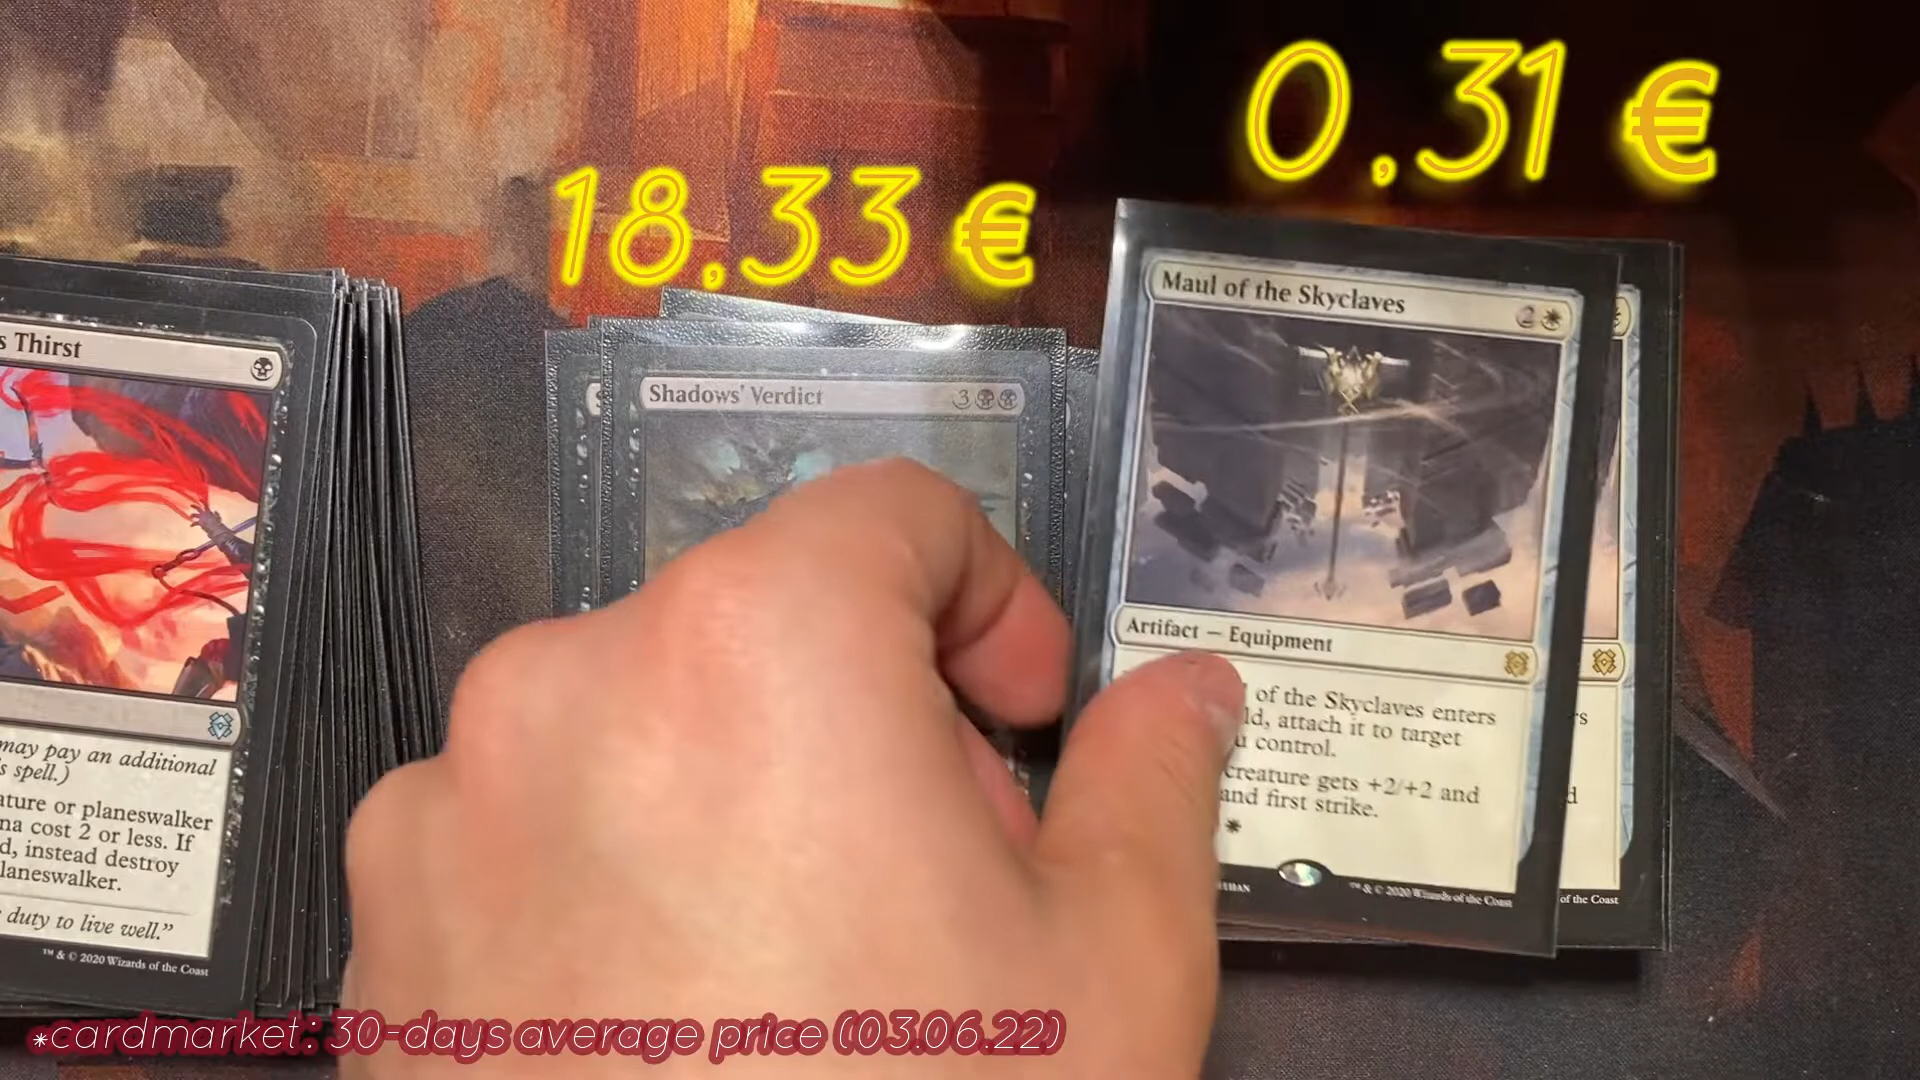 0,31 €
18,33 €
s Thirst
may pay an additional
s spell.)
ature or planeswalker
na cost 2 or less. If
d, instead destroy
laneswalker.
duty to live well.”
™ & © 2020 Wizards of the Coast
Shadows' Verdict
3
Maul of the Skyclaves
2
Artifact — Equipment
of the Skyclaves enters
ld, attach it to target
u control.
creature gets +2/+2 and
and first strike.
™ & © 2020 Wizards of the Coast
of the Coast
*cardmarket: 30-days average price (03.06.22)